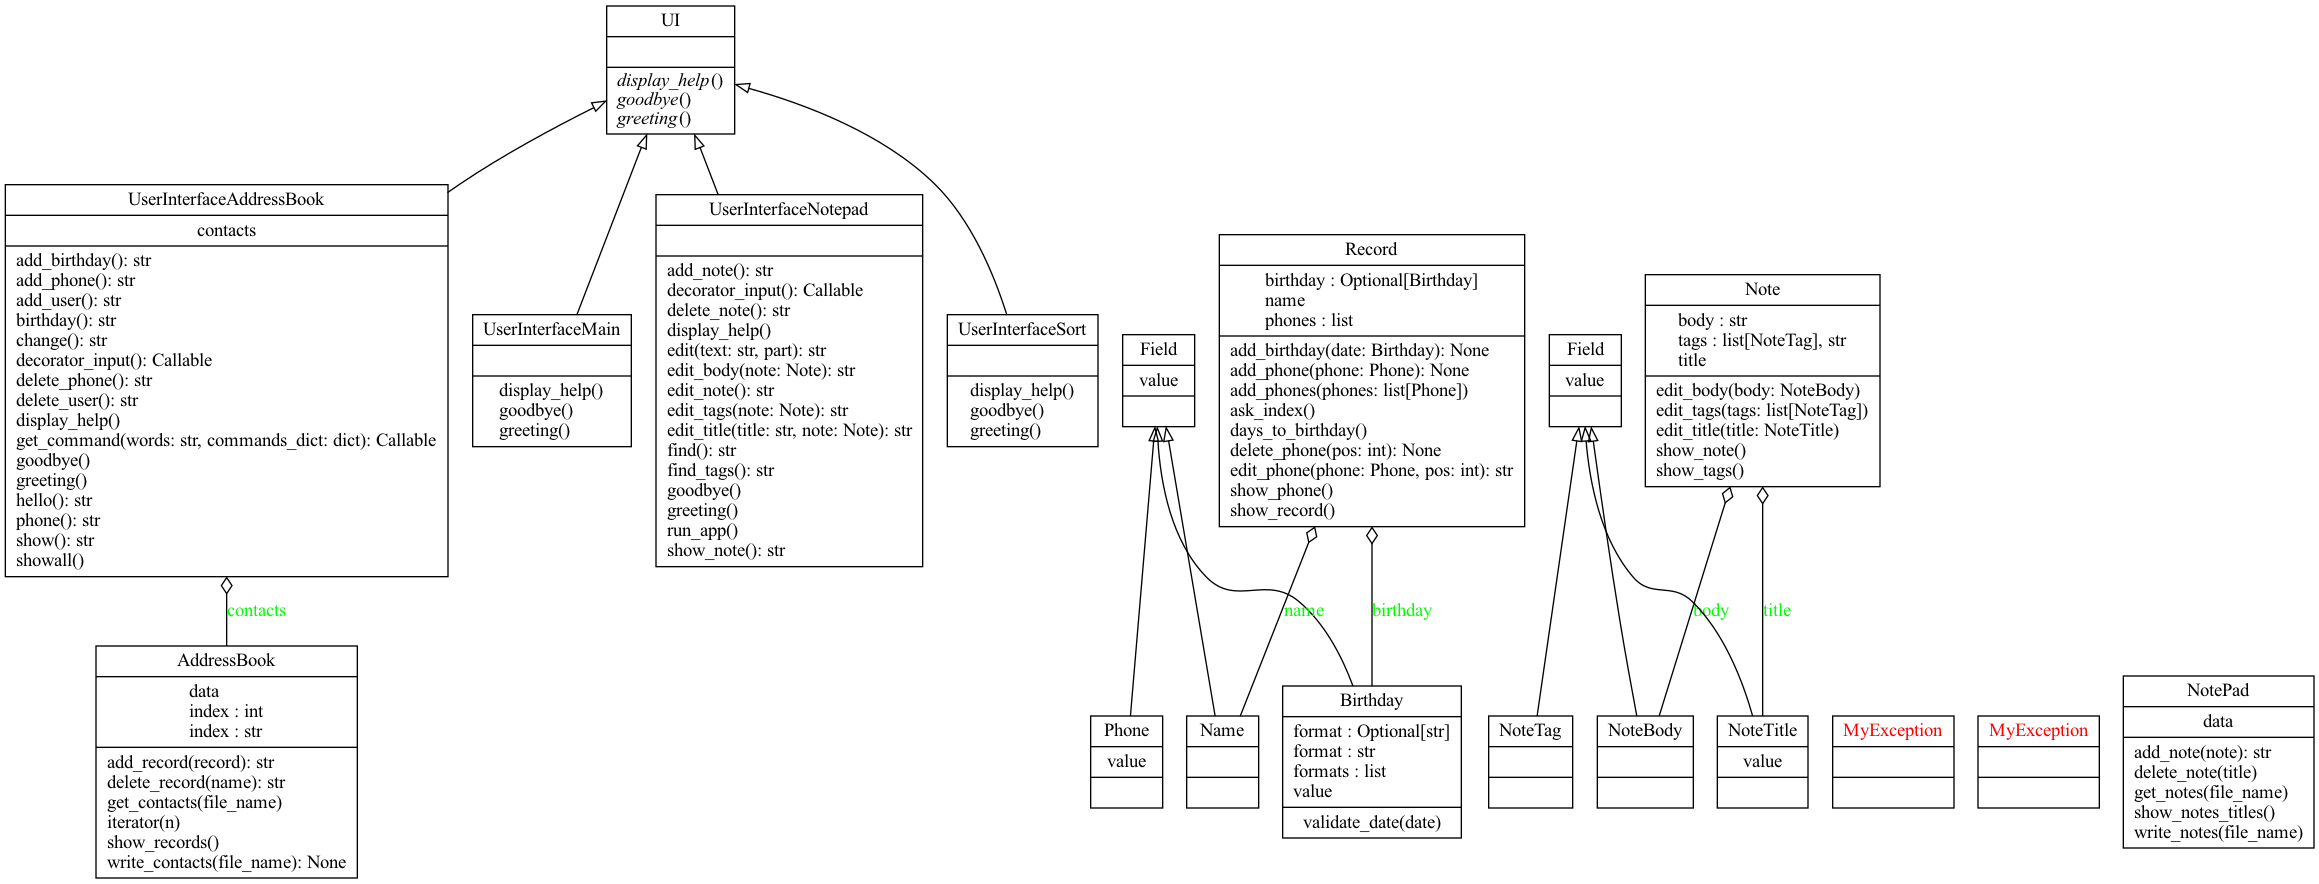 UI
display_help()
goodbye()
greeting()
UserInterfaceAddressBook
contacts
add_birthday(): str
add_phone(): str
add_user(): str
birthday(): str
change(): str
decorator_input(): Callable
delete_phone(): str
delete_user(): str
display_help()
get_command(words: str, commands_dict: dict): Callable
goodbye()
greeting()
hello(): str
phone(): str
show(): str
showall()
UserInterfaceMain
display_help()
goodbye()
greeting()
UserInterfaceNotepad
add_note(): str
decorator_input(): Callable
delete_note(): str
display_help()
edit(text: str, part): str
edit_body(note: Note): str
edit_note(): str
edit_tags(note: Note): str
edit_title(title: str, note: Note): str
find(): str
find_tags(): str
goodbye()
greeting()
run_app()
show_note(): str
UserInterfaceSort
display_help()
goodbye()
greeting()
Field
value
Record
birthday : Optional[Birthday]
name
phones : list
add_birthday(date: Birthday): None
add_phone(phone: Phone): None
add_phones(phones: list[Phone])
ask_index()
days_to_birthday()
delete_phone(pos: int): None
edit_phone(phone: Phone, pos: int): str
show_phone()
show_record()
Field
value
Note
body : str
tags : list[NoteTag], str
title
edit_body(body: NoteBody)
edit_tags(tags: list[NoteTag])
edit_title(title: NoteTitle)
show_note()
show_tags()
contacts
name
birthday
body
title
AddressBook
data
index : int
index : str
add_record(record): str
delete_record(name): str
get_contacts(file_name)
iterator(n)
show_records()
write_contacts(file_name): None
Phone
value
Name
Birthday
format : Optional[str]
format : str
formats : list
value
validate_date(date)
NoteTag
NoteBody
NoteTitle
value
MyException
MyException
NotePad
data
add_note(note): str
delete_note(title)
get_notes(file_name)
show_notes_titles()
write_notes(file_name)